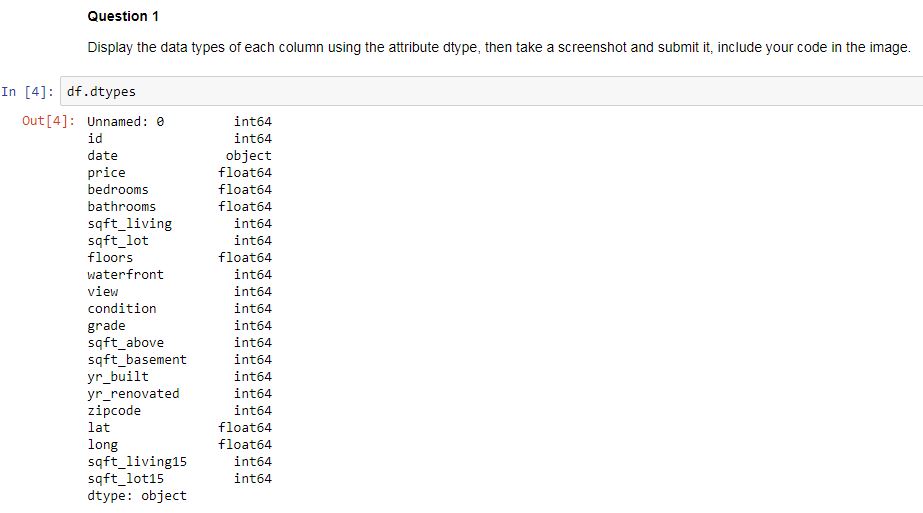 Question 1
Display the data types of each column using the attribute dtype, then take a screenshot and submit it, include your code in the image.
In [4]: df.dtypes
Out[4]: Unnamed: 0 int64
id int64
date object
price float64
bedrooms float64
bathrooms float64
sqft_living int64
sqft_lot int64
floors float64
waterfront int64
view int64
condition int64
grade int64
sqft_above int64
sqft_basement int64
yr_built int64
yr_renovated int64
zipcode int64
lat float64
long float64
sqft_living15 int64
sqft_lot15 int64
dtype: object